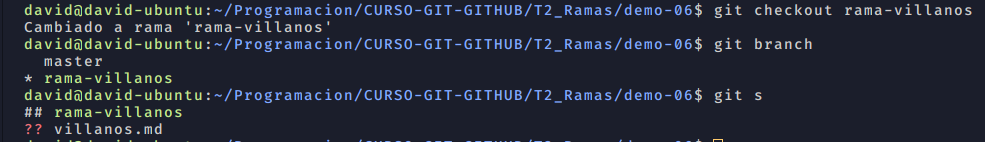 david@david-ubuntu:~/Programacion/CURSO-GIT-GITHUB/T2_Ramas/demo-06$ git checkout rama-villanos
Cambiado a rama 'rama-villanos'
david@david-ubuntu:~/Programacion/CURSO-GIT-GITHUB/T2_Ramas/demo-06$ git branch
  master
* rama-villanos
david@david-ubuntu:~/Programacion/CURSO-GIT-GITHUB/T2_Ramas/demo-06$ git s
## rama-villanos
?? villanos.md